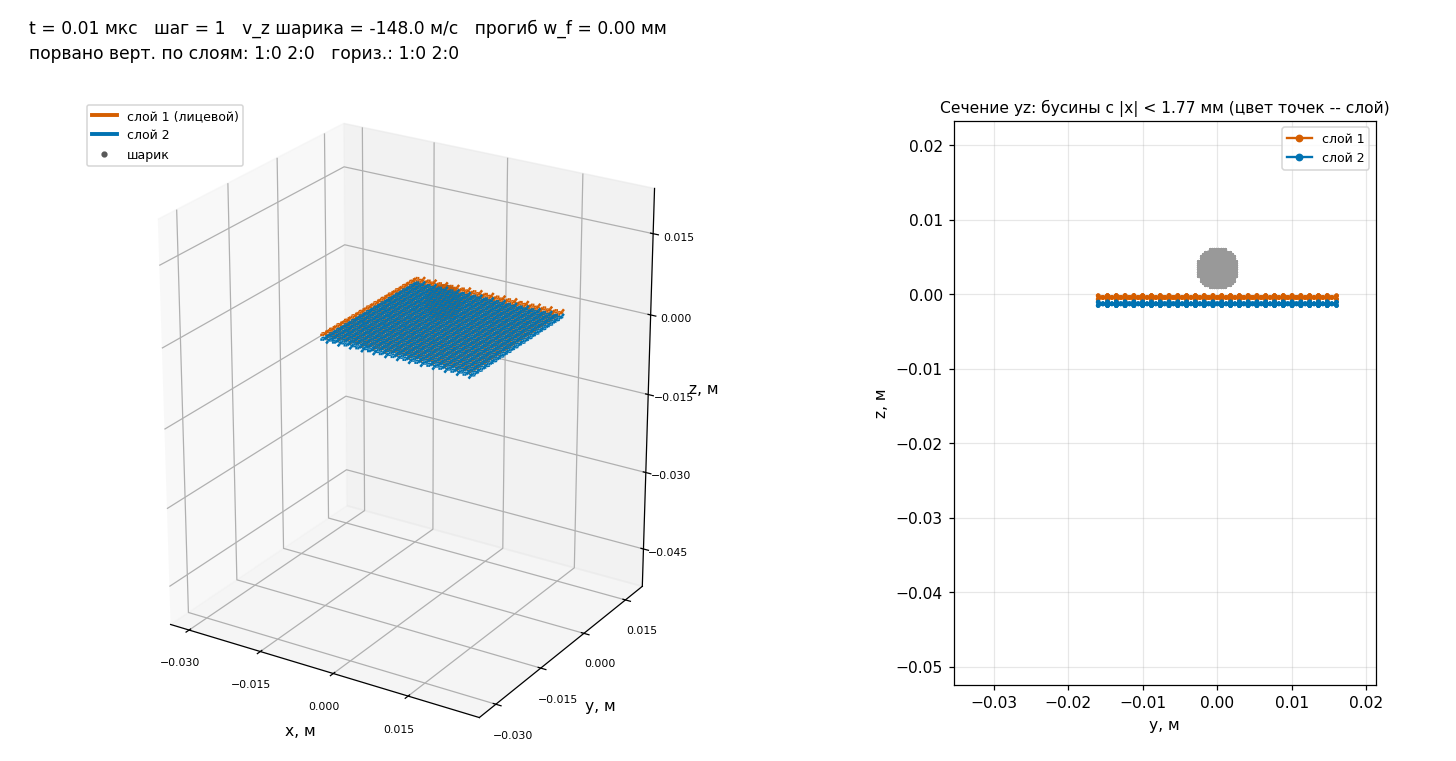 t = 0.01 мкс   шаг = 1   v_z шарика = -148.0 м/с   прогиб w_f = 0.00 мм
порвано верт. по слоям: 1:0 2:0   гориз.: 1:0 2:0
слой 1 (лицевой)
слой 2
шарик
0.015
0.000
−0.015
z, м
−0.030
−0.045
0.015
0.000
−0.015
−0.030
y, м
−0.030
−0.015
0.000
0.015
x, м
Сечение yz: бусины с |x| < 1.77 мм (цвет точек -- слой)
слой 1
слой 2
0.02
0.01
0.00
−0.01
−0.02
−0.03
−0.04
−0.05
z, м
−0.03
−0.02
−0.01
0.00
0.01
0.02
y, м